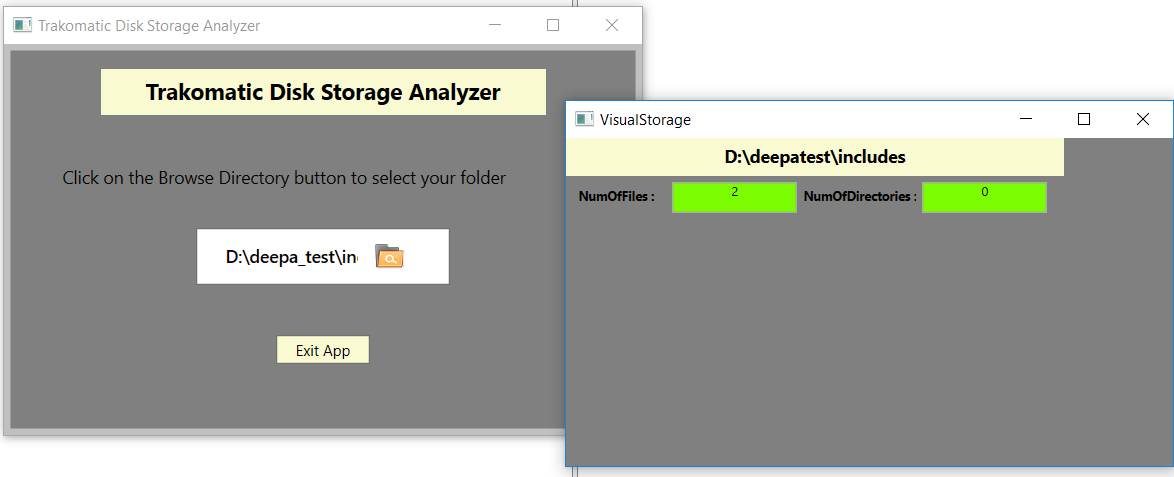 Trakomatic Disk Storage Analyzer
Trakomatic Disk Storage Analyzer
Click on the Browse Directory button to select your folder
D:\deepa_test\in
Exit App
VisualStorage
D:\deepatest\includes
NumOfFiles : 2 NumOfDirectories : 0